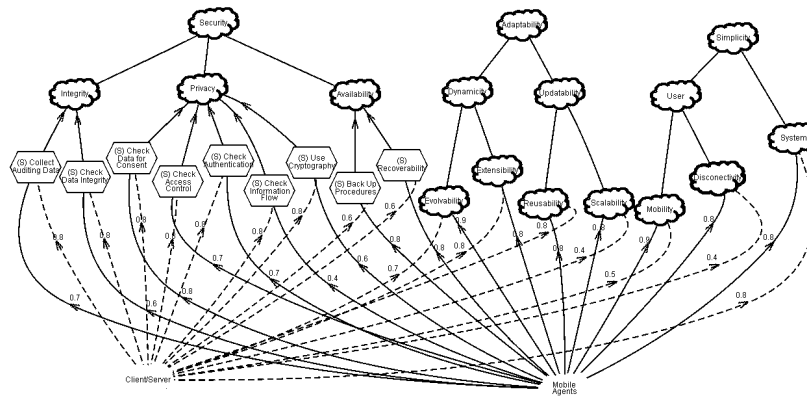 Security
Adaptability
Simplicity
Integrity
Privacy
Availability
Dynamicity
Updatability
User
System
(S) Collect
Auditing Data
(S) Check
Data Integrity
(S) Check
Data for
Consent
(S) Check
Access
Control
(S) Check
Authentication
(S) Check
Information
Flow
(S) Use
Cryptography
(S) Back Up
Procedures
(S)
Recoverability
Evolvability
Extensibility
Reusability
Scalability
Mobility
Disconectivity
0.8
0.8
0.8
0.8
0.8
0.8
0.8
0.6
0.6
0.9
0.8
0.8
0.8
0.8
0.8
0.8
0.7
0.7
0.8
0.6
0.7
0.8
0.4
0.4
0.8
0.7
0.6
0.8
0.7
0.4
0.5
0.8
Client/Server
Mobile
Agents